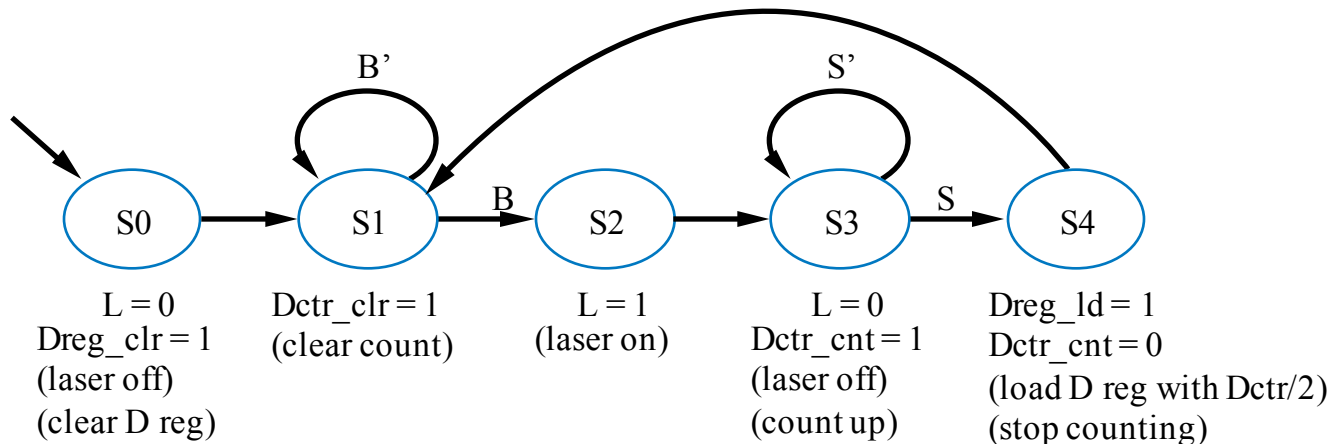 B’
S’
S0
S1
B
S2
S3
S
S4
L = 0
Dreg_clr = 1
(laser off)
(clear D reg)
Dctr_clr = 1
(clear count)
L = 1
(laser on)
L = 0
Dctr_cnt = 1
(laser off)
(count up)
Dreg_ld = 1
Dctr_cnt = 0
(load D reg with Dctr/2)
(stop counting)